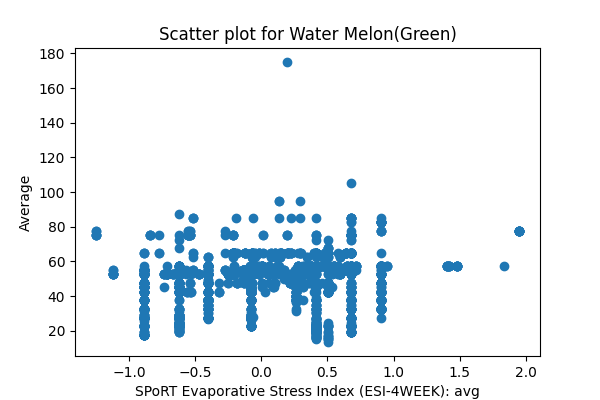 Scatter plot for Water Melon(Green)
180
160
140
120
100
80
60
40
20
Average
−1.0 −0.5 0.0 0.5 1.0 1.5 2.0
SPoRT Evaporative Stress Index (ESI-4WEEK): avg